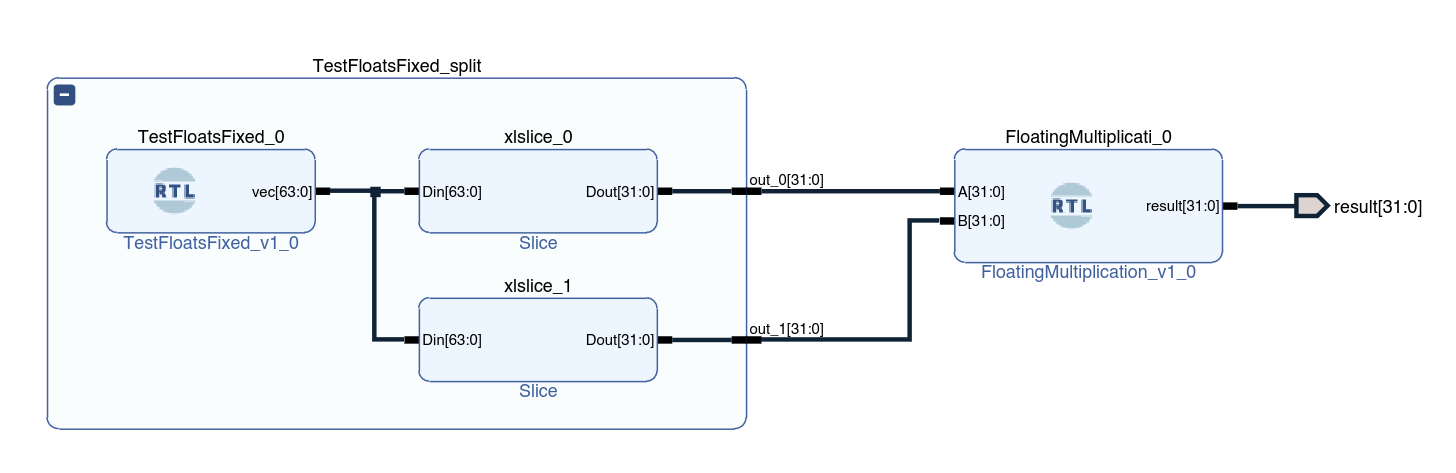 TestFloatsFixed_split
TestFloatsFixed_0
RTL
vec[63:0]
TestFloatsFixed_v1_0
xlslice_0
Din[63:0]
Dout[31:0]
Slice
xlslice_1
Din[63:0]
Dout[31:0]
Slice
out_0[31:0]
out_1[31:0]
FloatingMultiplicati_0
A[31:0]
B[31:0]
RTL
result[31:0]
FloatingMultiplication_v1_0
result[31:0]